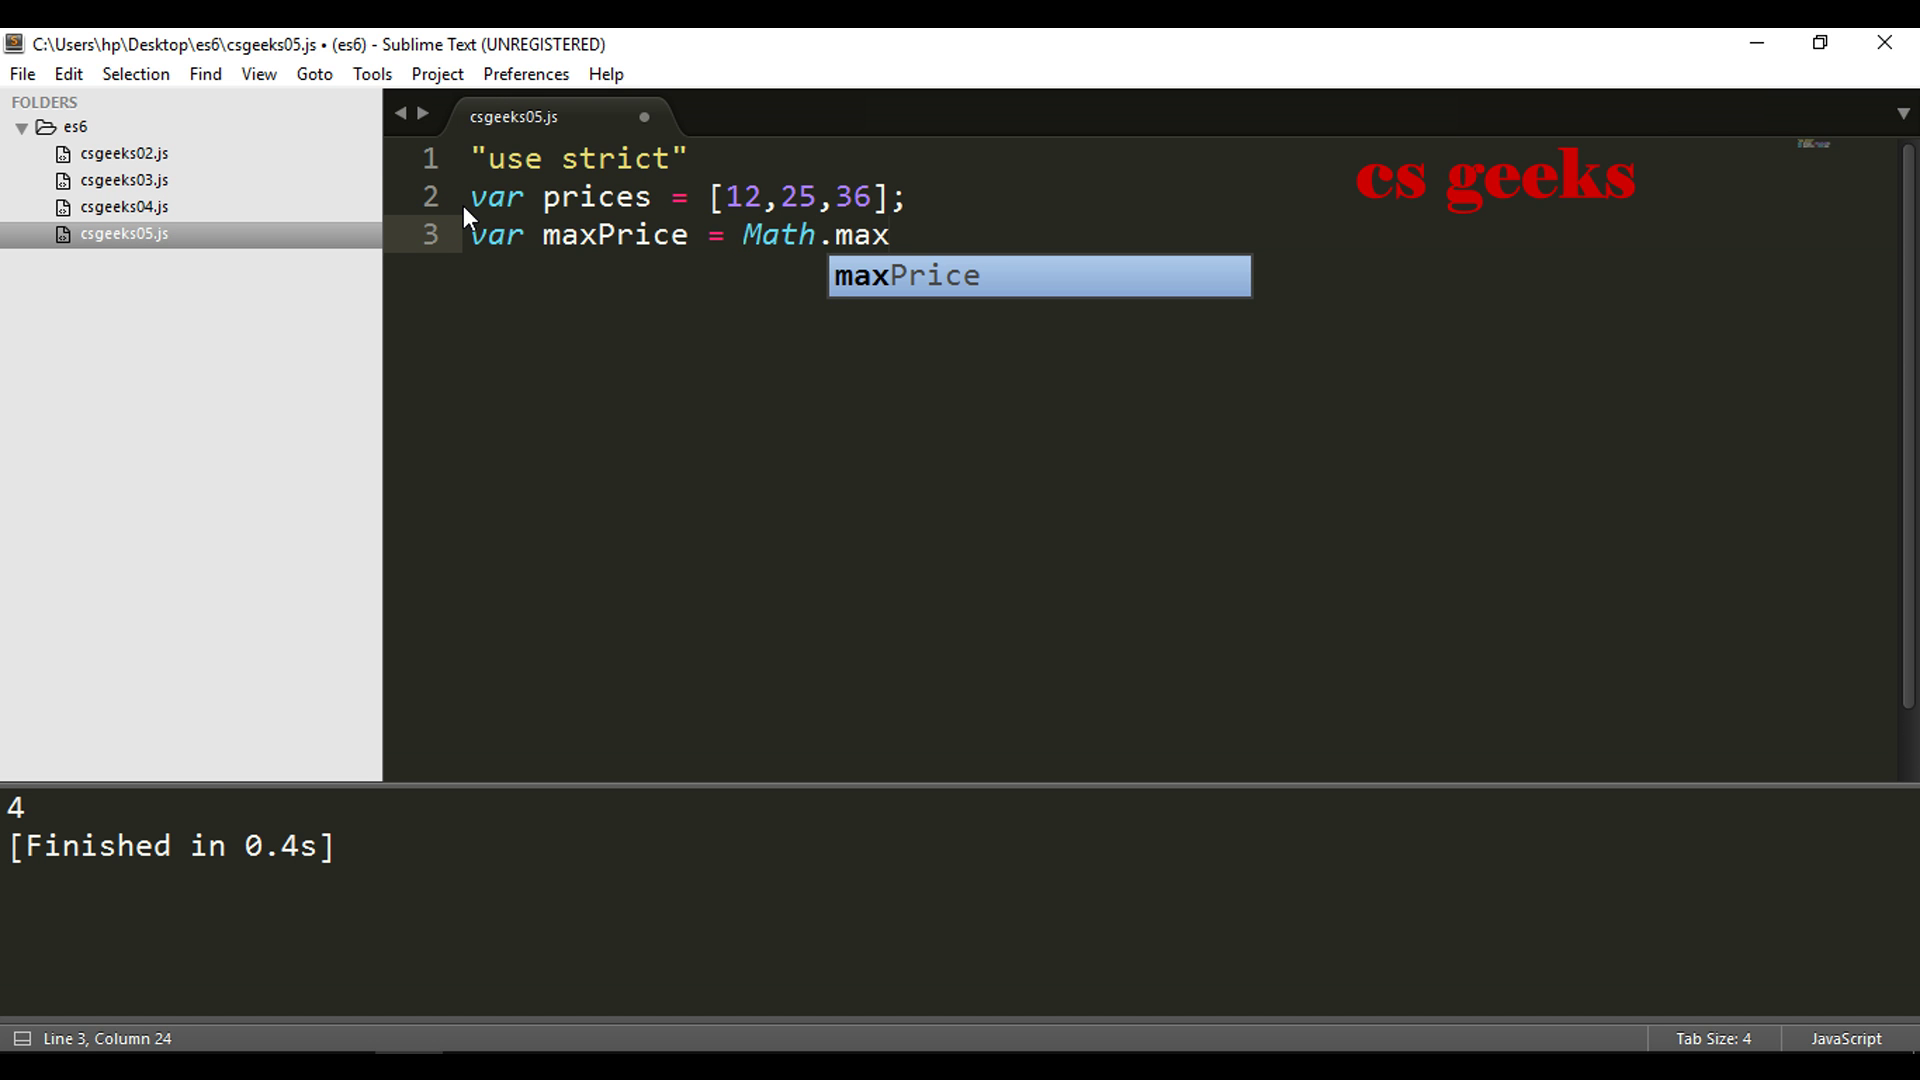 C:\Users\hp\Desktop\es6\csgeeks05.js • (es6) - Sublime Text (UNREGISTERED)
File Edit Selection Find View Goto Tools Project Preferences Help
FOLDERS
es6
csgeeks02.js
csgeeks03.js
csgeeks04.js
csgeeks05.js
csgeeks05.js
1 "use strict"
2 var prices = [12,25,36];
3 var maxPrice = Math.max
maxPrice
cs geeks
4
[Finished in 0.4s]
Line 3, Column 24
Tab Size: 4
JavaScript